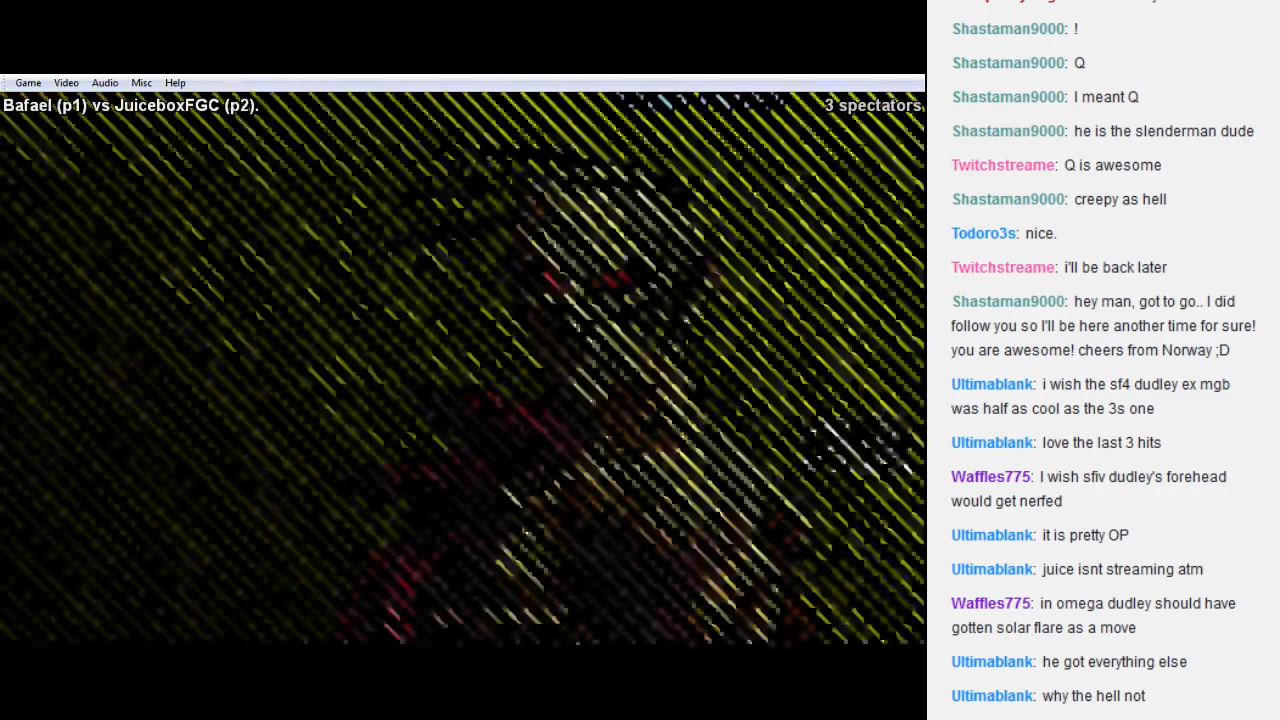 Game Video Audio Misc Help
Bafael (p1) vs JuiceboxFGC (p2).
3 spectators
Shastaman9000: !
Shastaman9000: Q
Shastaman9000: I meant Q
Shastaman9000: he is the slenderman dude
Twitchstreame: Q is awesome
Shastaman9000: creepy as hell
Todoro3s: nice.
Twitchstreame: i'll be back later
Shastaman9000: hey man, got to go.. I did
follow you so I'll be here another time for sure!
you are awesome! cheers from Norway ;D
Ultimablank: i wish the sf4 dudley ex mgb
was half as cool as the 3s one
Ultimablank: love the last 3 hits
Waffles775: I wish sfiv dudley's forehead
would get nerfed
Ultimablank: it is pretty OP
Ultimablank: juice isnt streaming atm
Waffles775: in omega dudley should have
gotten solar flare as a move
Ultimablank: he got everything else
Ultimablank: why the hell not